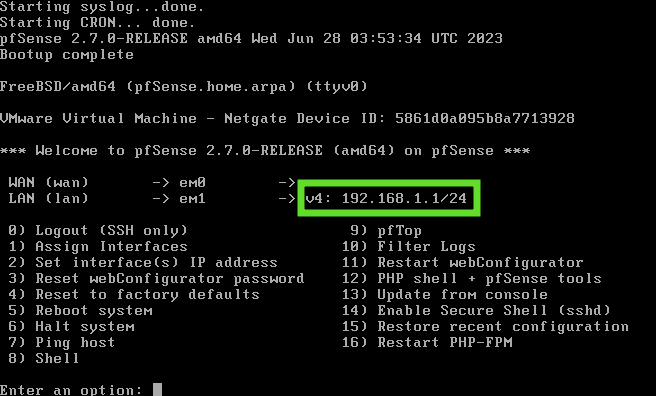 Starting syslog...done.
Starting CRON... done.
pfSense 2.7.0-RELEASE amd64 Wed Jun 28 03:53:34 UTC 2023
Bootup complete
FreeBSD/amd64 (pfSense.home.arpa) (ttyv0)
VMware Virtual Machine - Netgate Device ID: 5861d0a095b8a7713928
*** Welcome to pfSense 2.7.0-RELEASE (amd64) on pfSense ***
WAN (wan) -> em0 ->
LAN (lan) -> em1 -> v4: 192.168.1.1/24
0) Logout (SSH only) 9) pfTop
1) Assign Interfaces 10) Filter Logs
2) Set interface(s) IP address 11) Restart webConfigurator
3) Reset webConfigurator password 12) PHP shell + pfSense tools
4) Reset to factory defaults 13) Update from console
5) Reboot system 14) Enable Secure Shell (sshd)
6) Halt system 15) Restore recent configuration
7) Ping host 16) Restart PHP-FPM
8) Shell
Enter an option: